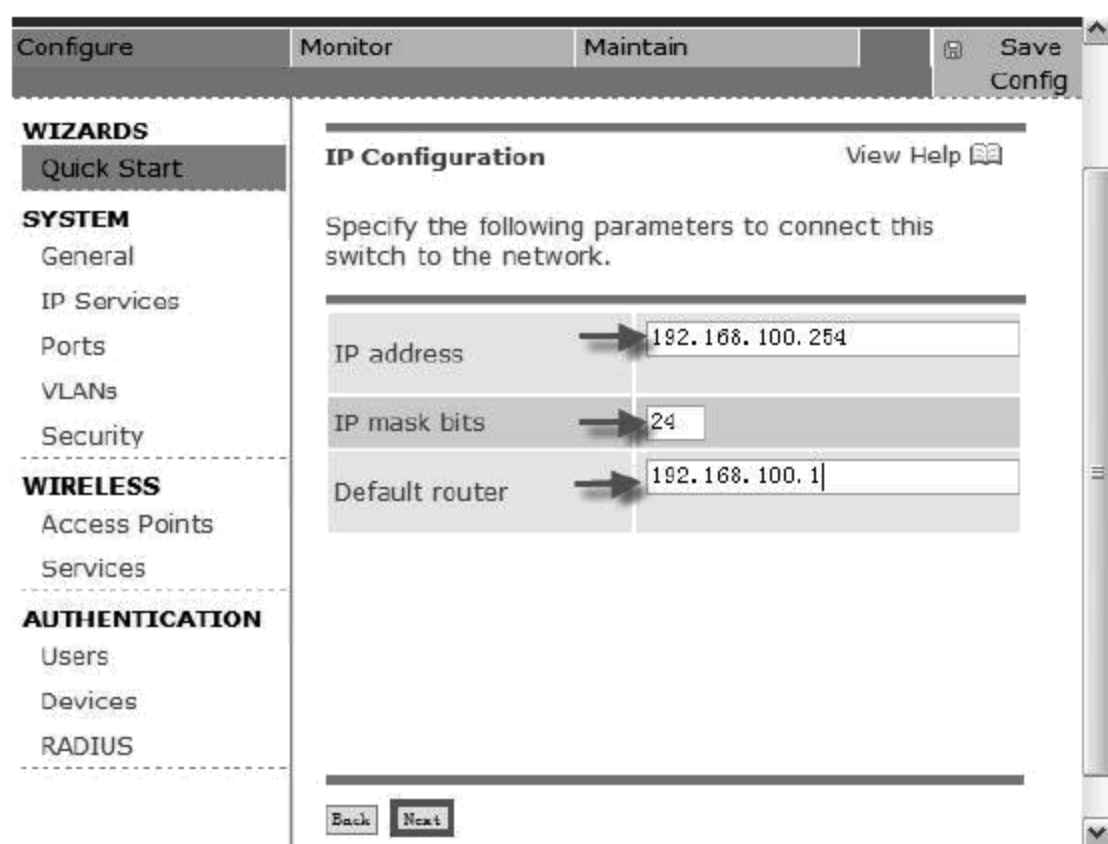 Configure
Monitor
Maintain
Save
Config
WIZARDS
Quick Start
SYSTEM
General
IP Services
Ports
VLANs
Security
WIRELESS
Access Points
Services
AUTHENTICATION
Users
Devices
RADIUS
IP Configuration
View Help
Specify the following parameters to connect this
switch to the network.
IP address 192.168.100.254
IP mask bits 24
Default router 192.168.100.1
Back Next